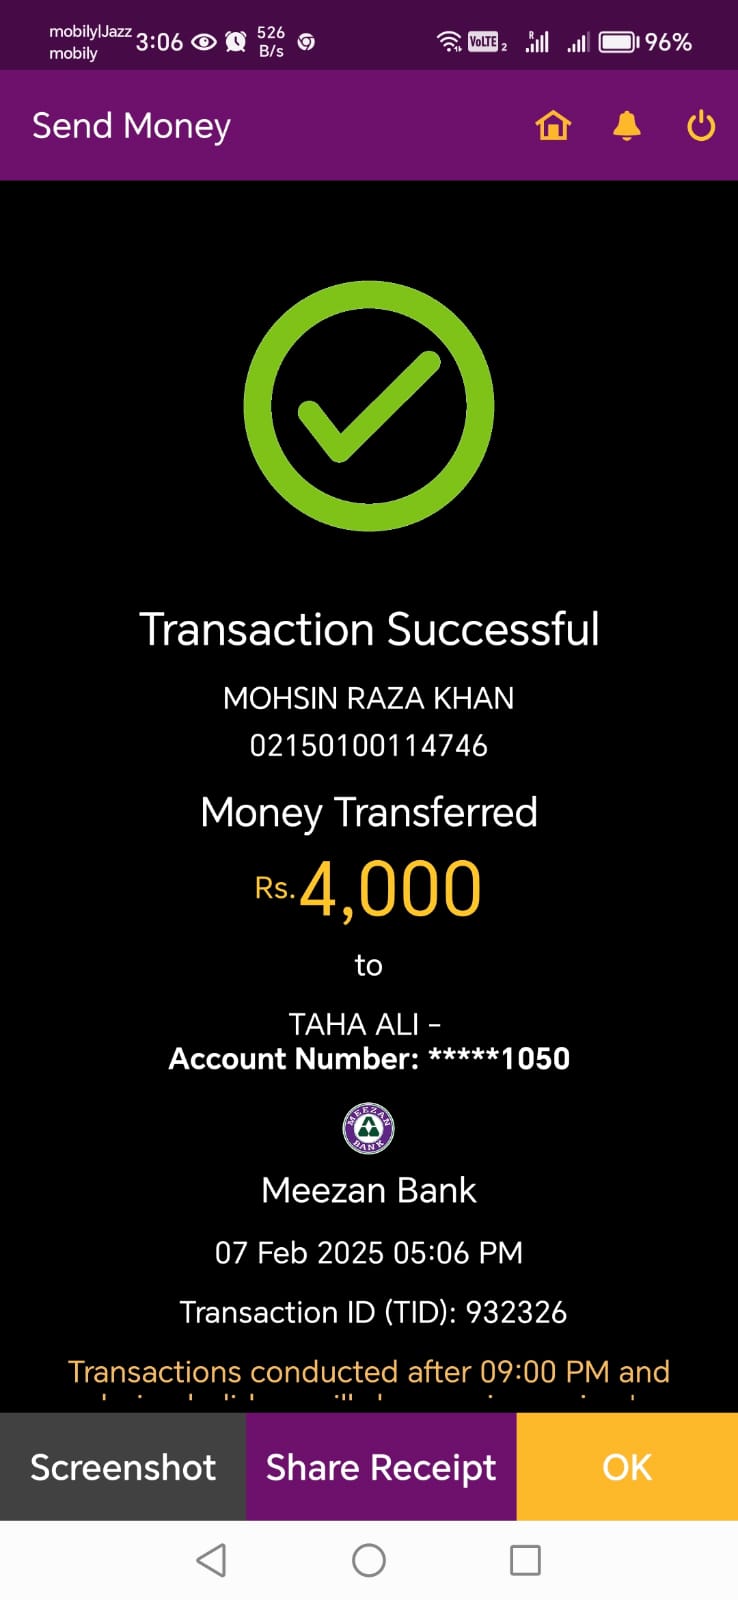 mobily|Jazz
mobily
3:06
526
B/s
VoLTE 2
R
96%
Send Money
Transaction Successful
MOHSIN RAZA KHAN
02150100114746
Money Transferred
Rs.4,000
to
TAHA ALI -
Account Number: *****1050
MEEZAN
BANK
Meezan Bank
07 Feb 2025 05:06 PM
Transaction ID (TID): 932326
Transactions conducted after 09:00 PM and
Screenshot
Share Receipt
OK